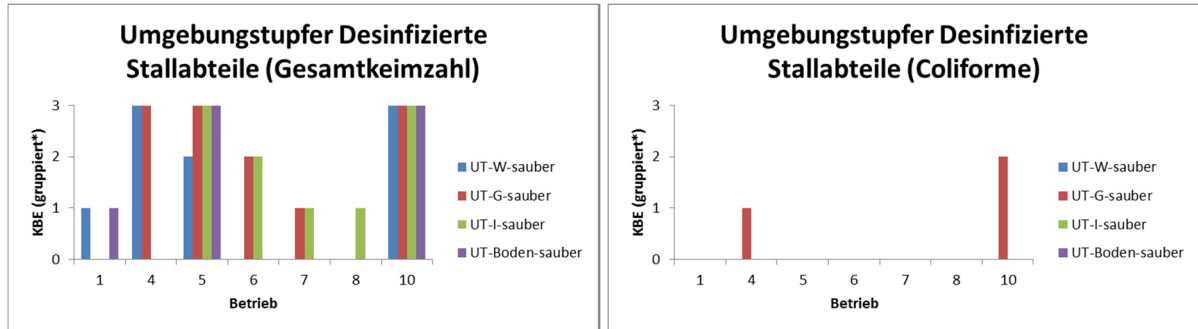 Umgebungstupfer Desinfizierte
Stallabteile (Gesamtkeimzahl)
KBE (gruppiert*)
3
2
1
0
1 4 5 6 7 8 10
Betrieb
UT-W-sauber
UT-G-sauber
UT-I-sauber
UT-Boden-sauber
Umgebungstupfer Desinfizierte
Stallabteile (Coliforme)
KBE (gruppiert*)
3
2
1
0
1 4 5 6 7 8 10
Betrieb
UT-W-sauber
UT-G-sauber
UT-I-sauber
UT-Boden-sauber